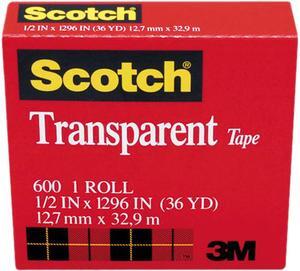 Scotch
1/2 IN x 1296 IN (36 YD) 12,7 mm x 32,9 m
Scotch
Transparent Tape
600 1 ROLL
1/2 IN x 1296 IN (36 YD)
12,7 mm x 32,9 m
™
3M